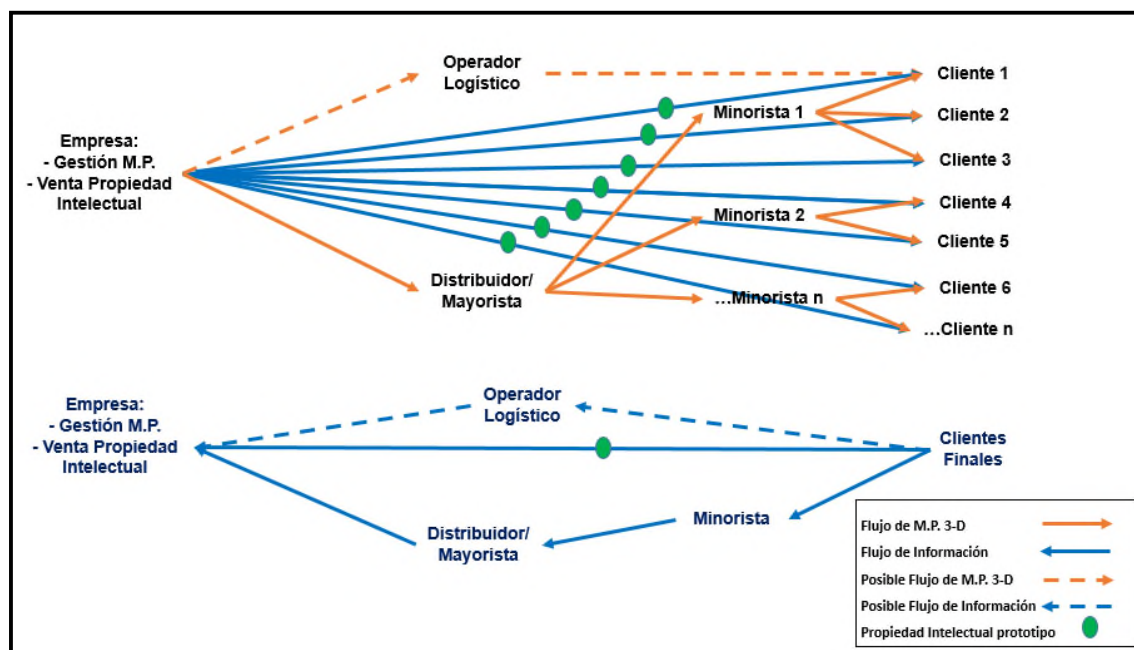 Operador
Logístico
Cliente 1
Minorista 1
Cliente 2
Empresa:
- Gestión M.P.
- Venta Propiedad
Intelectual
Cliente 3
Cliente 4
Minorista 2
Cliente 5
Distribuidor/
Mayorista
Cliente 6
...Minorista n
...Cliente n
Empresa:
- Gestión M.P.
- Venta Propiedad
Intelectual
Operador
Logístico
Clientes
Finales
Minorista
Distribuidor/
Mayorista
Flujo de M.P. 3-D
Flujo de Información
Posible Flujo de M.P. 3-D
Posible Flujo de Información
Propiedad Intelectual prototipo